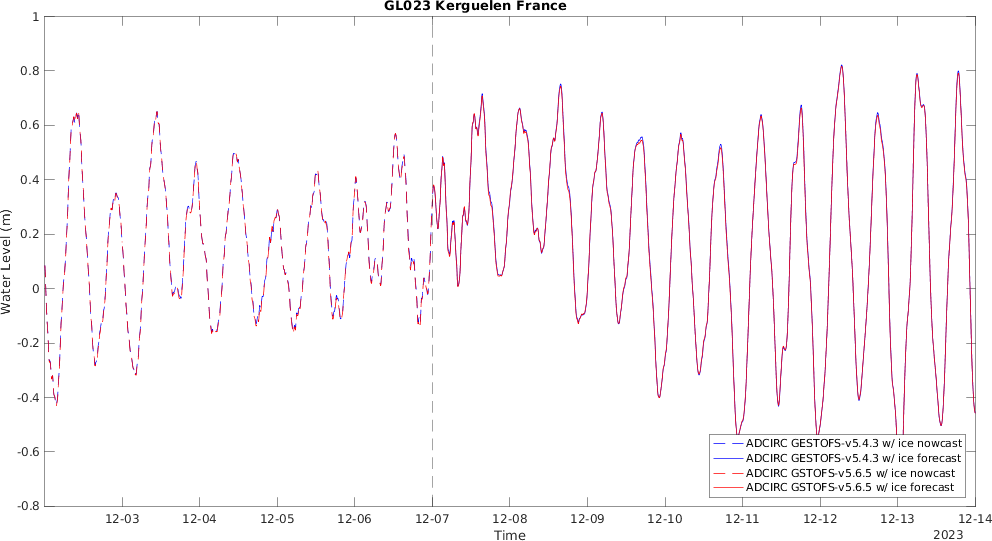 GL023 Kerguelen France
1
0.8
0.6
0.4
0.2
0
-0.2
-0.4
-0.6
-0.8
Water Level (m)
12-03 12-04 12-05 12-06 12-07 12-08 12-09 12-10 12-11 12-12 12-13 12-14
Time
2023
ADCIRC GESTOFS-v5.4.3 w/ ice nowcast
ADCIRC GESTOFS-v5.4.3 w/ ice forecast
ADCIRC GSTOFS-v5.6.5 w/ ice nowcast
ADCIRC GSTOFS-v5.6.5 w/ ice forecast